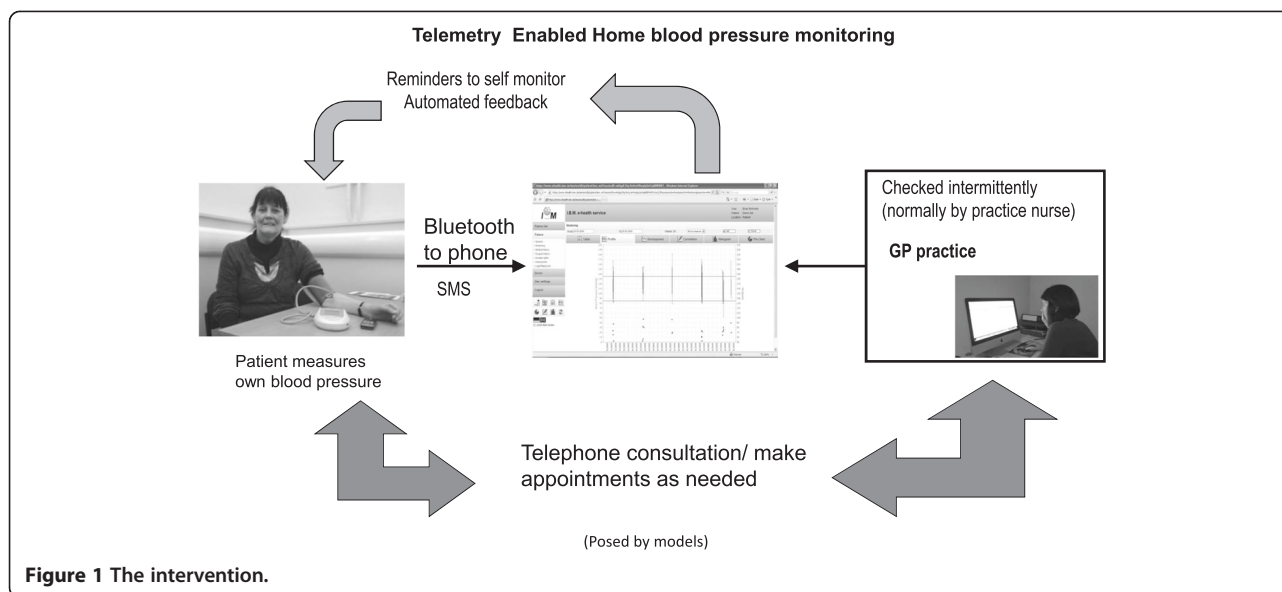 Telemetry Enabled Home blood pressure monitoring
Reminders to self monitor
Automated feedback
Bluetooth
to phone
SMS
I.E.M. e-health service
Checked intermittently
(normally by practice nurse)
GP practice
Patient measures
own blood pressure
Telephone consultation/ make
appointments as needed
(Posed by models)
Figure 1 The intervention.